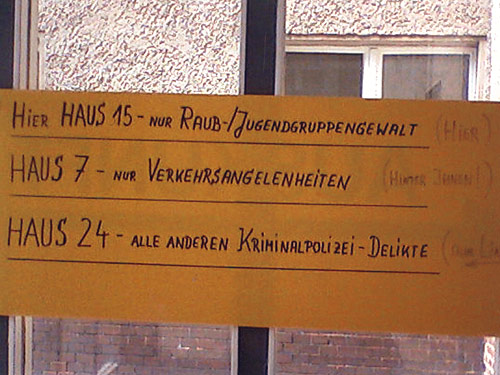 Hier HAUS 15 - nur Raub-/Jugendgruppengewalt (Hier)
HAUS 7 - nur Verkehrsangelenheiten (Hinter Ihnen!)
HAUS 24 - alle anderen Kriminalpolizei-Delikte